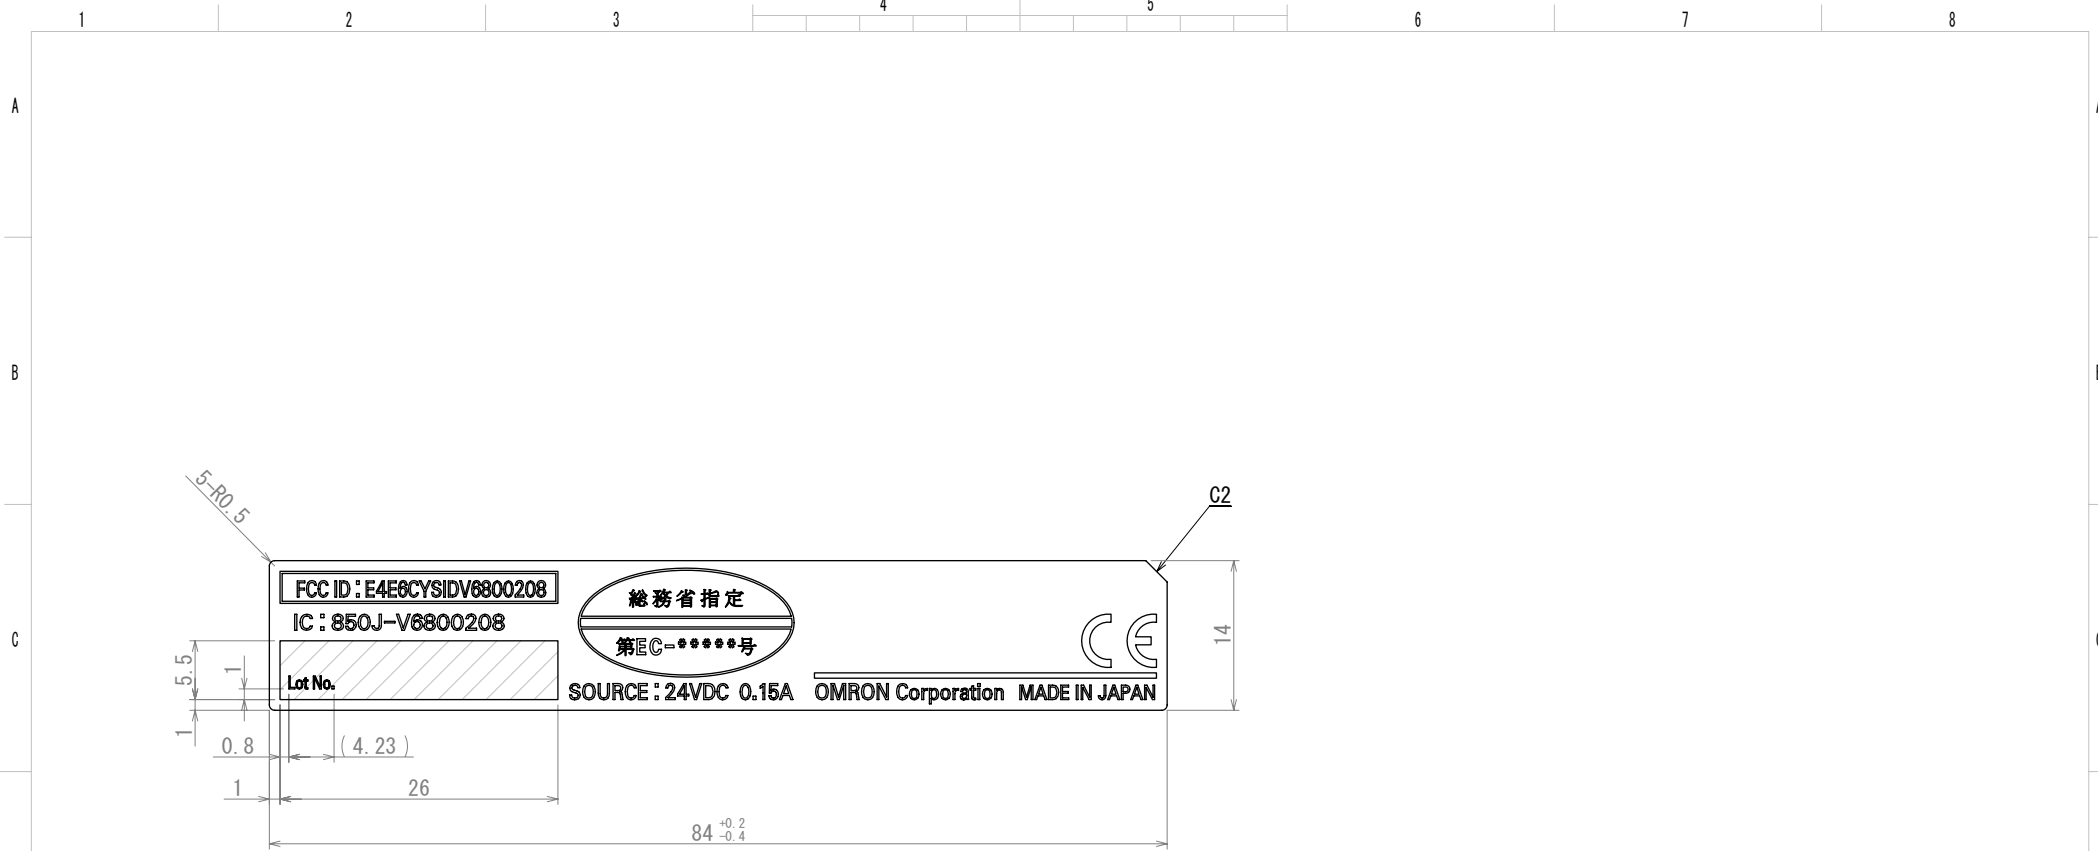 1 2 3 4 5 6 7 8
A
B
C
5-R0.5
C2
FCC ID：E4E6CYSIDV6800208
IC：850J-V6800208
総務省指定
第EC-*****号
Lot No.
SOURCE：24VDC 0.15A
OMRON Corporation MADE IN JAPAN
CE
14
5.5
1
1
0.8
(4.23)
1
26
84 +0.2 -0.4